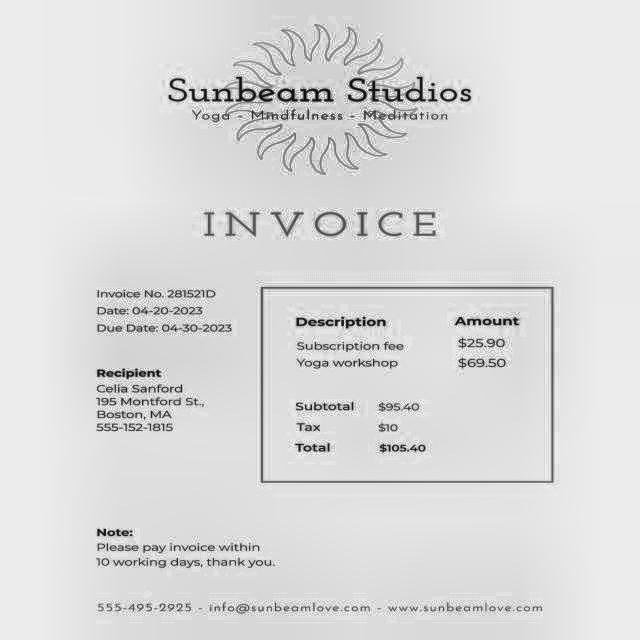 Sunbeam Studios
Yoga - Mindfulness - Meditation
INVOICE
Invoice No. 281521D
Date: 04-20-2023
Due Date: 04-30-2023
Recipient
Celia Sanford
195 Montford St.,
Boston, MA
555-152-1815
Description Amount
Subscription fee $25.90
Yoga workshop $69.50
Subtotal $95.40
Tax $10
Total $105.40
Note:
Please pay invoice within
10 working days, thank you.
555-495-2925 - info@sunbeamlove.com - www.sunbeamlove.com